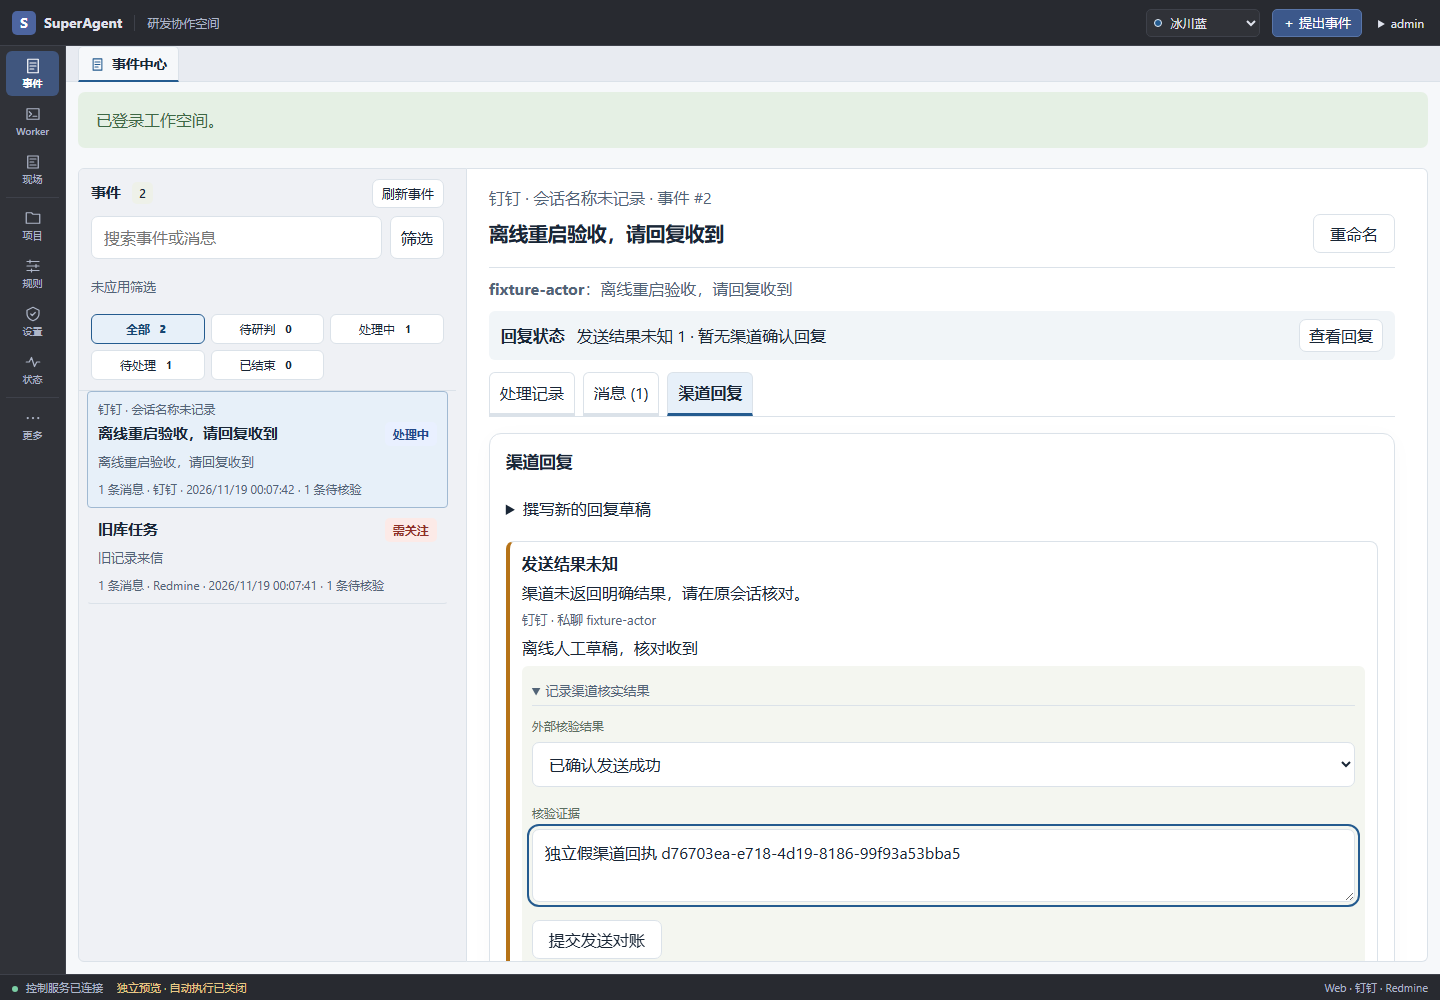 S SuperAgent 研发协作空间
冰川蓝
+ 提出事件
admin
事件
Worker
现场
项目
规则
设置
状态
更多
事件中心
已登录工作空间。
事件 2
刷新事件
搜索事件或消息
筛选
未应用筛选
全部 2
待研判 0
处理中 1
待处理 1
已结束 0
钉钉 · 会话名称未记录
离线重启验收，请回复收到
处理中
离线重启验收，请回复收到
1 条消息 · 钉钉 · 2026/11/19 00:07:42 · 1 条待核验
旧库任务
需关注
旧记录来信
1 条消息 · Redmine · 2026/11/19 00:07:41 · 1 条待核验
钉钉 · 会话名称未记录 · 事件 #2
离线重启验收，请回复收到
重命名
fixture-actor：离线重启验收，请回复收到
回复状态 发送结果未知 1 · 暂无渠道确认回复
查看回复
处理记录
消息 (1)
渠道回复
渠道回复
撰写新的回复草稿
发送结果未知
渠道未返回明确结果，请在原会话核对。
钉钉 · 私聊 fixture-actor
离线人工草稿，核对收到
记录渠道核实结果
外部核验结果
已确认发送成功
核验证据
独立假渠道回执 d76703ea-e718-4d19-8186-99f93a53bba5
提交发送对账
控制服务已连接 独立预览 · 自动执行已关闭
Web · 钉钉 · Redmine